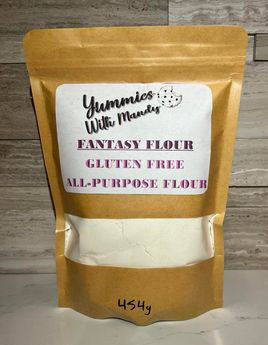 Yummies
With Mandy
FANTASY FLOUR
GLUTEN FREE
ALL-PURPOSE FLOUR
454g